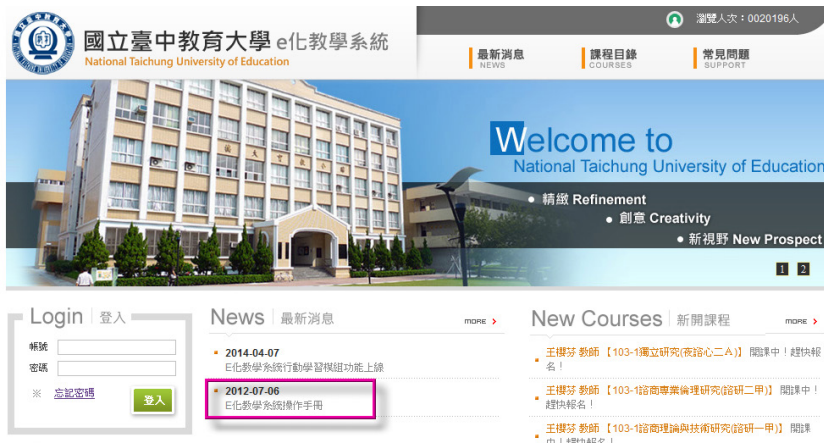 瀏覽人次：0020196人
國立臺中教育大學 e化教學系統
National Taichung University of Education
最新消息
NEWS
課程目錄
COURSES
常見問題
SUPPORT
Welcome to
National Taichung University of Education
• 精緻 Refinement
• 創意 Creativity
• 新視野 New Prospect
1 2
Login 登入
帳號
密碼
※ 忘記密碼
登入
News 最新消息
more >
2014-04-07
E化教學系統行動學習模組功能上線
2012-07-06
E化教學系統操作手冊
New Courses 新開課程
more >
王櫻芬 教師 【103-1獨立研究(夜諮心二A)】 開課中！趕快報
名！
王櫻芬 教師 【103-1諮商專業倫理研究(諮研二甲)】 開課中！
趕快報名！
王櫻芬 教師 【103-1諮商理論與技術研究(諮研一甲)】 開課
中！趕快報名！